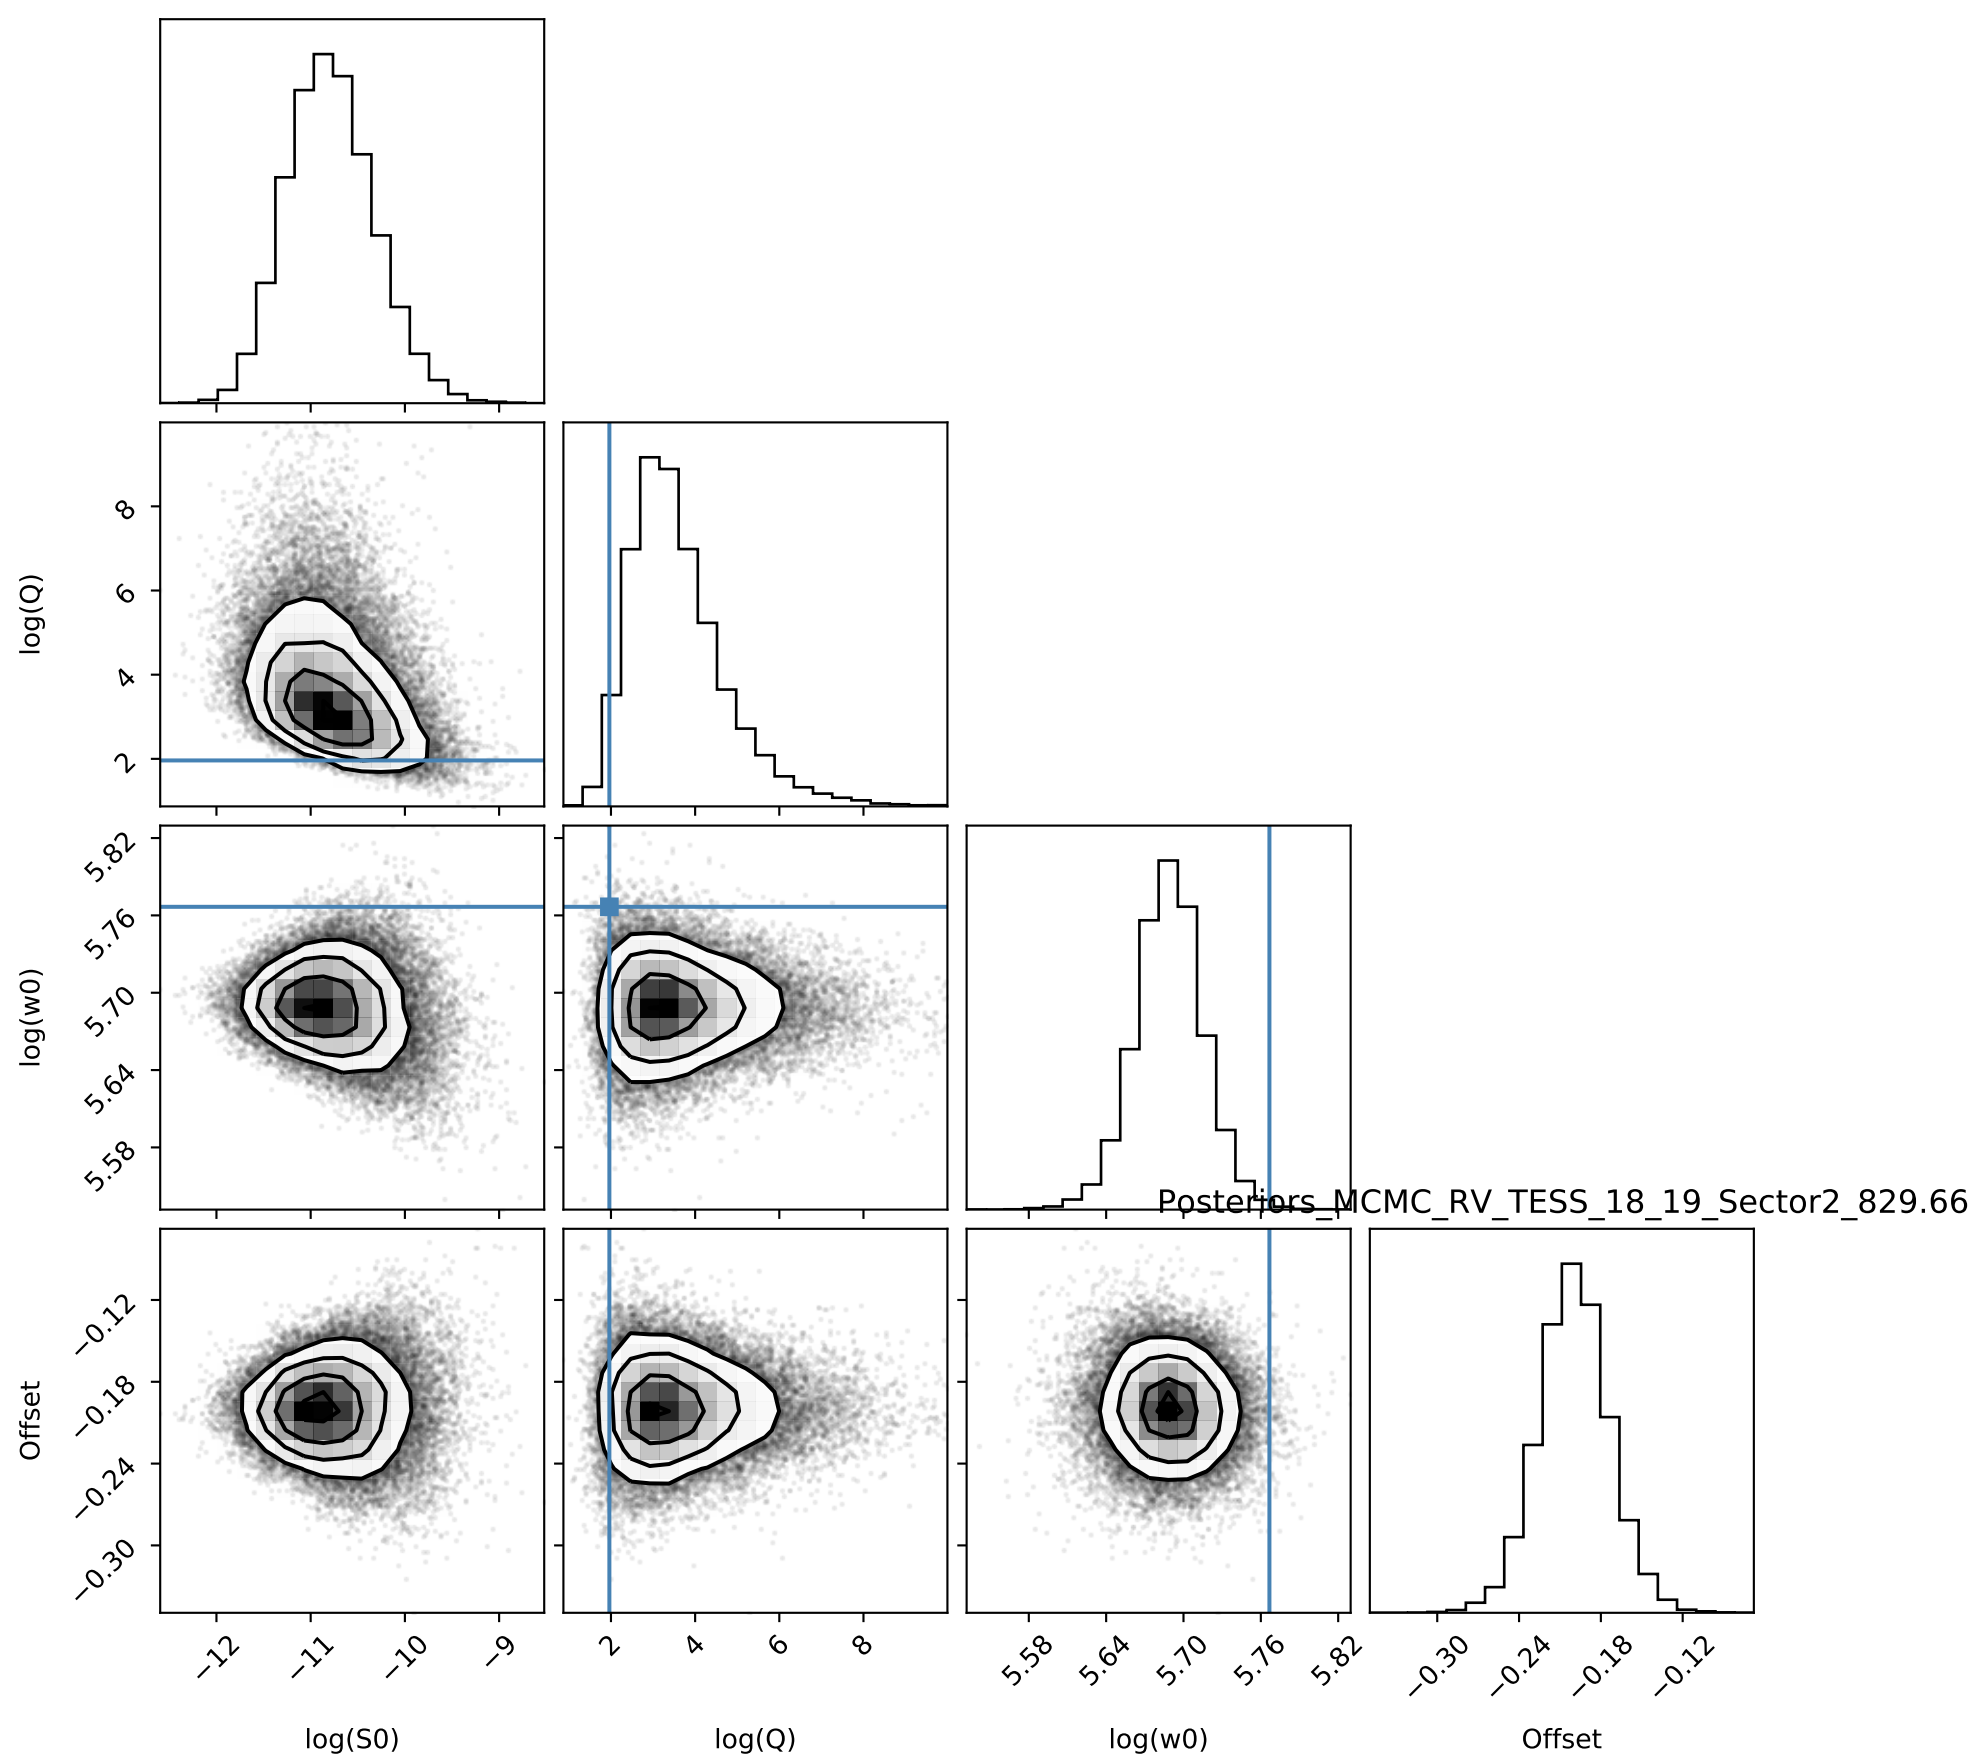 log(Q)
8
6
4
2
log(w0)
5.82
5.76
5.70
5.64
5.58
Posteriors_MCMC_RV_TESS_18_19_Sector2_829.66
Offset
−0.12
−0.18
−0.24
−0.30
−12 −11 −10 −9 2 4 6 8 5.58 5.64 5.70 5.76 5.82 −0.30 −0.24 −0.18 −0.12
log(S0) log(Q) log(w0) Offset